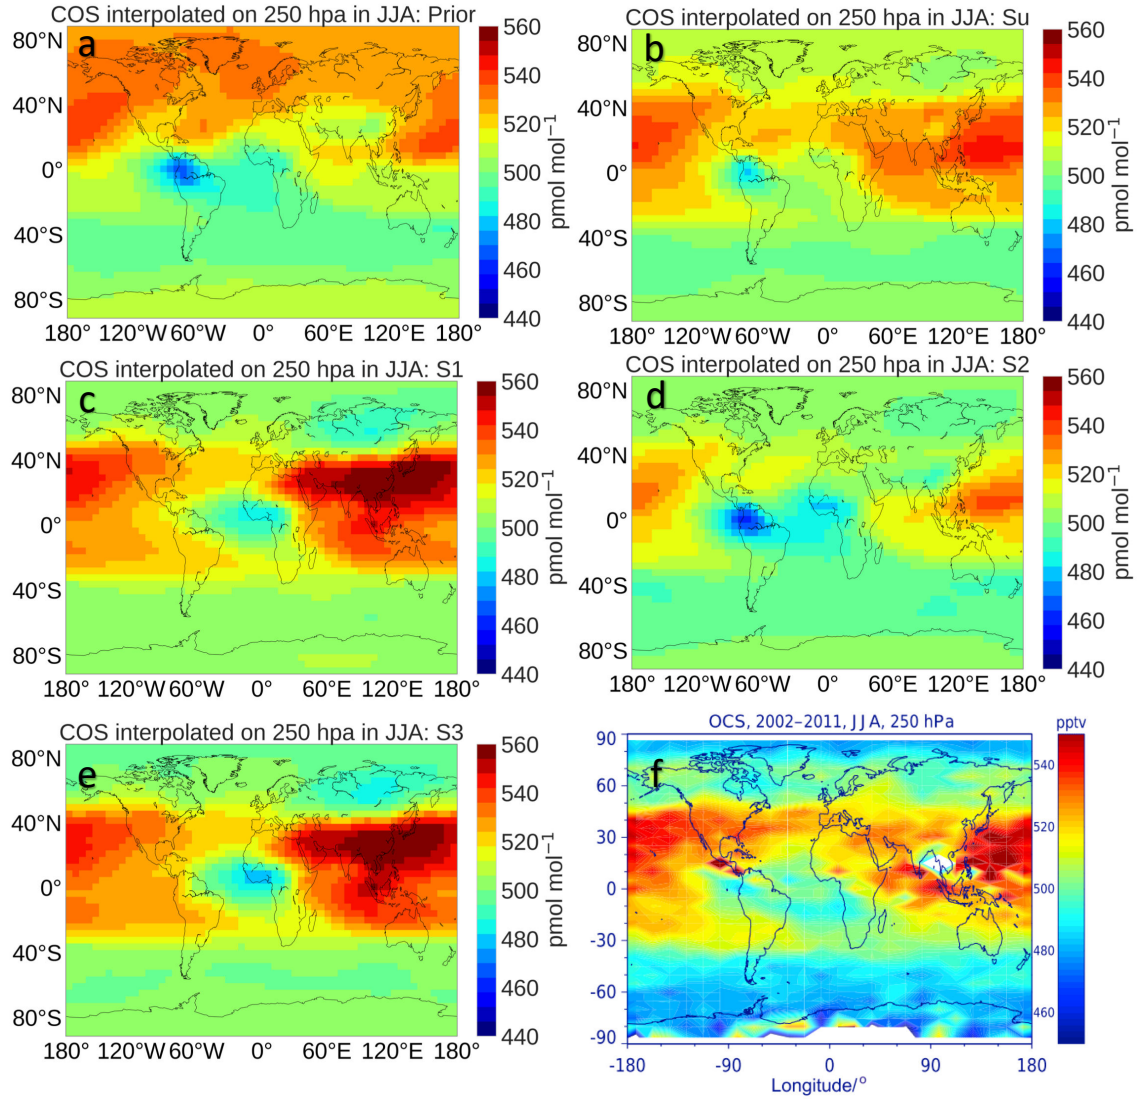 COS interpolated on 250 hpa in JJA: Prior
a
80°N
40°N
0°
40°S
80°S
180° 120°W 60°W 0° 60°E 120°E 180°
560
540
520
500
480
460
440
pmol mol−1
COS interpolated on 250 hpa in JJA: Su
b
80°N
40°N
0°
40°S
80°S
180° 120°W 60°W 0° 60°E 120°E 180°
560
540
520
500
480
460
440
pmol mol−1
COS interpolated on 250 hpa in JJA: S1
c
80°N
40°N
0°
40°S
80°S
180° 120°W 60°W 0° 60°E 120°E 180°
560
540
520
500
480
460
440
pmol mol−1
COS interpolated on 250 hpa in JJA: S2
d
80°N
40°N
0°
40°S
80°S
180° 120°W 60°W 0° 60°E 120°E 180°
560
540
520
500
480
460
440
pmol mol−1
COS interpolated on 250 hpa in JJA: S3
e
80°N
40°N
0°
40°S
80°S
180° 120°W 60°W 0° 60°E 120°E 180°
560
540
520
500
480
460
440
pmol mol−1
OCS, 2002–2011, JJA, 250 hPa
pptv
f
90
60
30
0
-30
-60
-90
-180 -90 0 90 180
Longitude/°
540
520
500
480
460